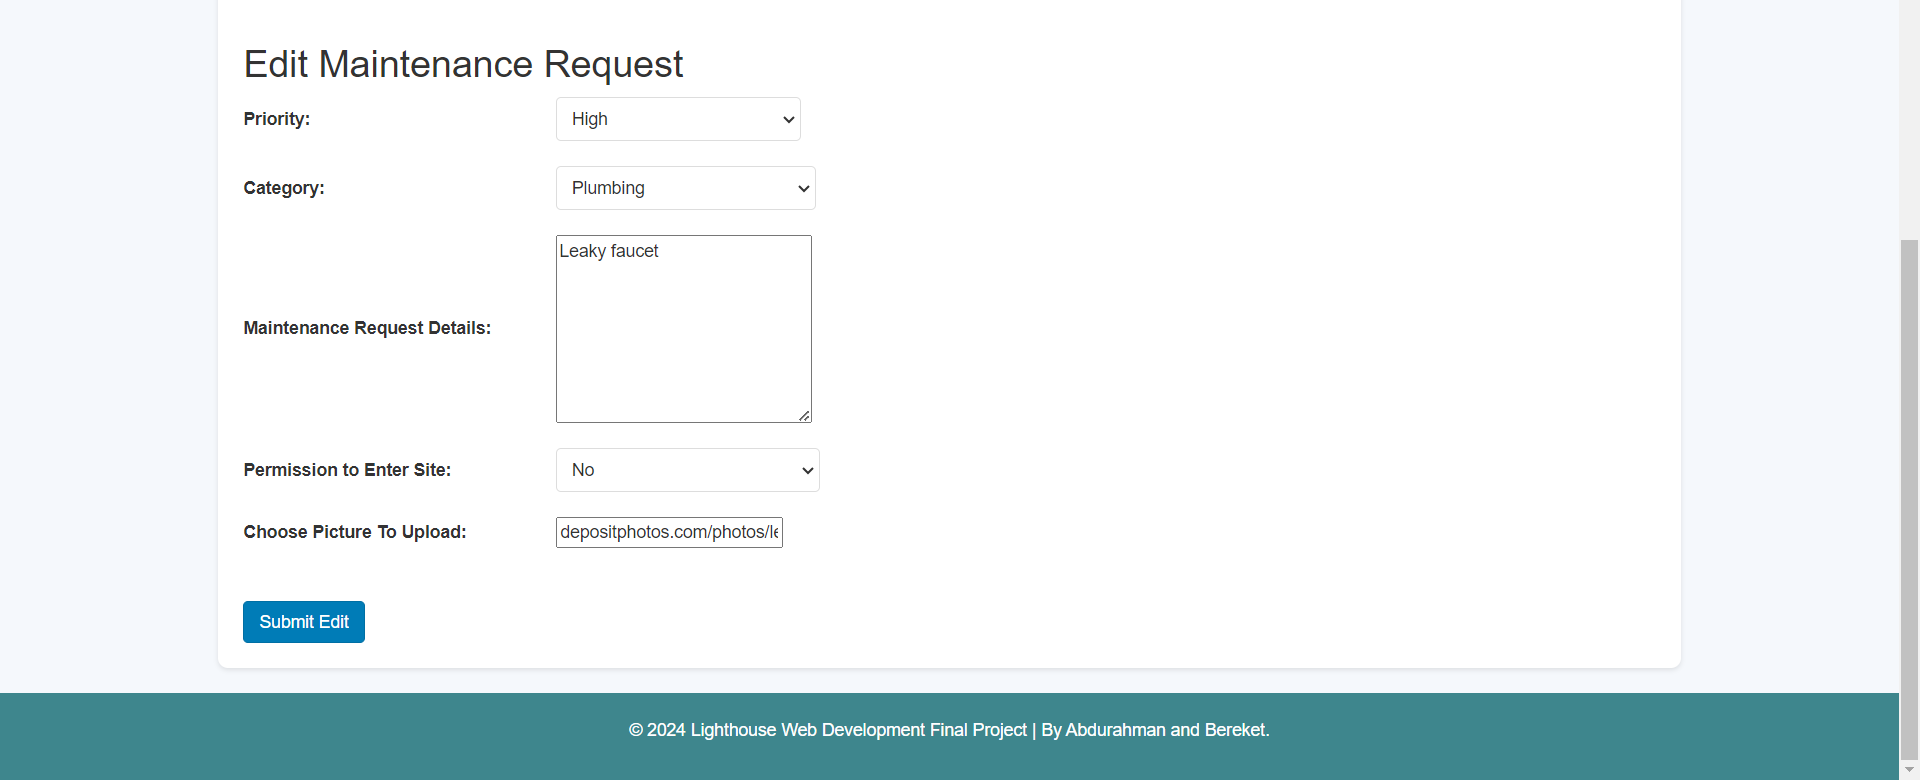 Edit Maintenance Request
Priority: High
Category: Plumbing
Leaky faucet
Maintenance Request Details:
Permission to Enter Site: No
Choose Picture To Upload: depositphotos.com/photos/le
Submit Edit
© 2024 Lighthouse Web Development Final Project | By Abdurahman and Bereket.